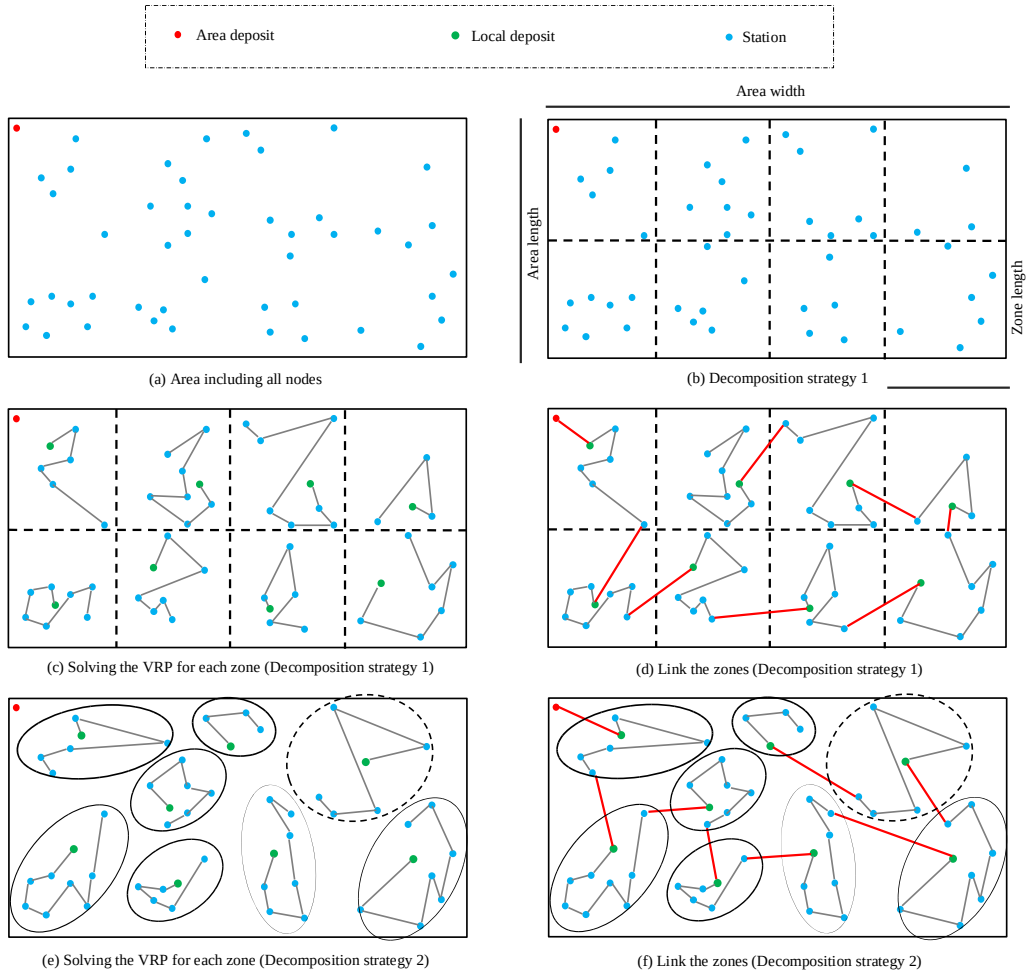 Area deposit
Local deposit
Station
Area width
Area length
Zone length
(a) Area including all nodes
(b) Decomposition strategy 1
(c) Solving the VRP for each zone (Decomposition strategy 1)
(d) Link the zones (Decomposition strategy 1)
(e) Solving the VRP for each zone (Decomposition strategy 2)
(f) Link the zones (Decomposition strategy 2)